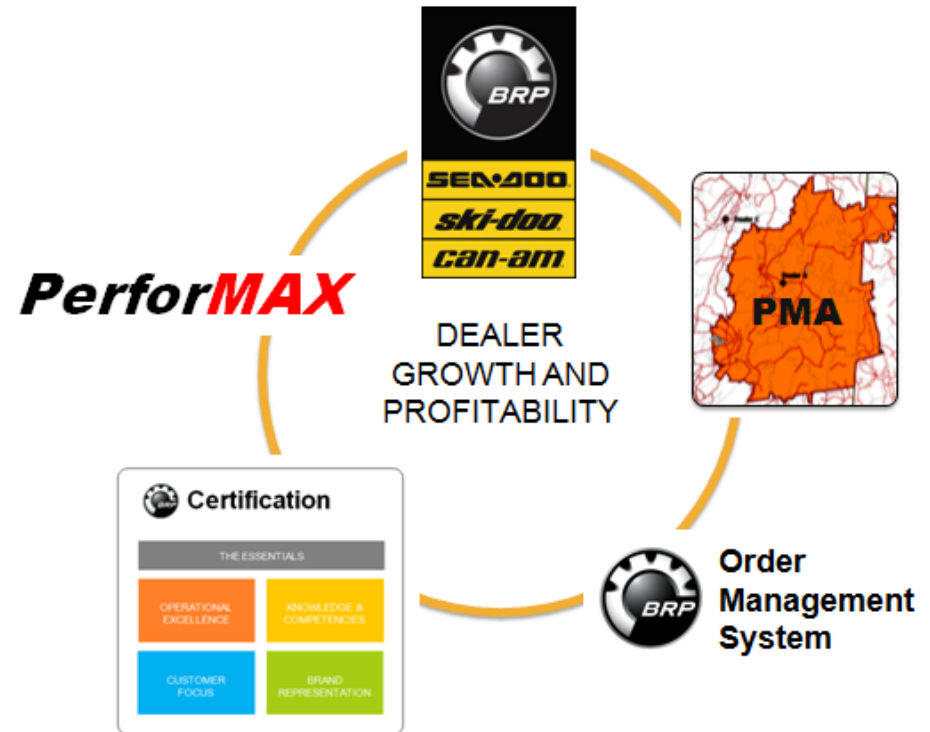 BRP
SEA-DOO
ski-doo
can-am
PerforMAX
PMA
DEALER
GROWTH AND
PROFITABILITY
BRP Certification
THE ESSENTIALS
OPERATIONAL
EXCELLENCE
KNOWLEDGE &
COMPETENCIES
CUSTOMER
FOCUS
BRAND
REPRESENTATION
BRP
Order
Management
System